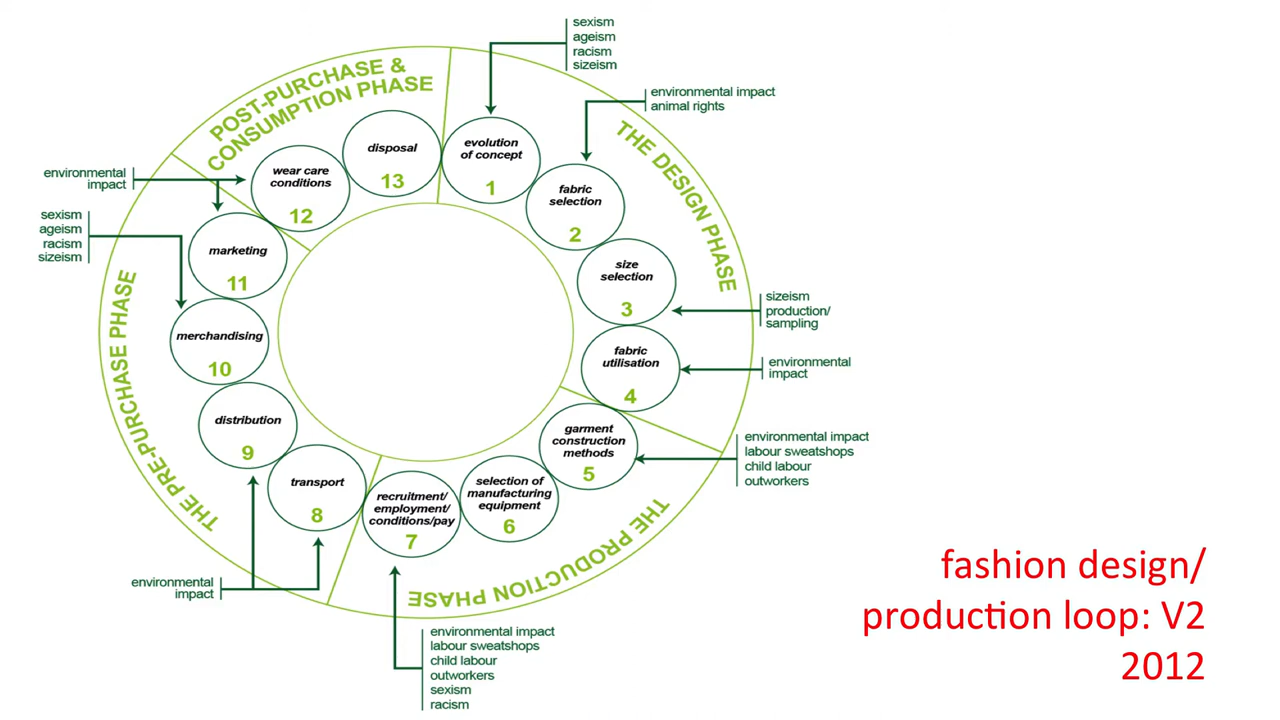 sexism
ageism
racism
sizeism
environmental impact
animal rights
POST-PURCHASE &
CONSUMPTION PHASE
THE DESIGN PHASE
THE PRODUCTION PHASE
THE PRE-PURCHASE PHASE
evolution
of concept
1
fabric
selection
2
size
selection
3
sizeism
production/
sampling
fabric
utilisation
4
environmental
impact
garment
construction
methods
5
environmental impact
labour sweatshops
child labour
outworkers
selection of
manufacturing
equipment
6
recruitment/
employment/
conditions/pay
7
environmental impact
labour sweatshops
child labour
outworkers
sexism
racism
transport
8
distribution
9
environmental
impact
merchandising
10
sexism
ageism
racism
sizeism
marketing
11
environmental
impact
wear care
conditions
12
disposal
13
fashion design/
production loop: V2
2012